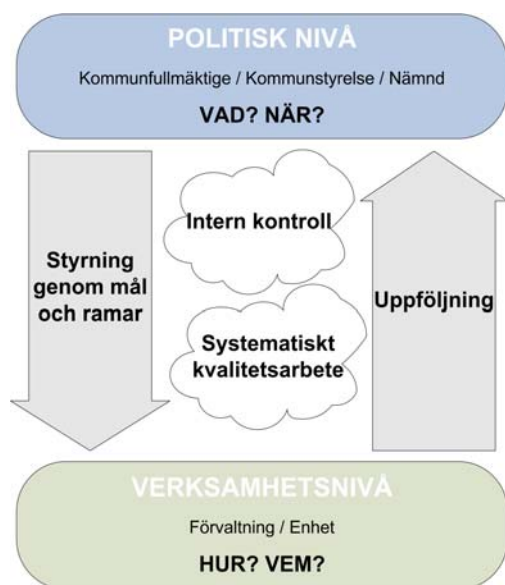 POLITISK NIVÅ
Kommunfullmäktige / Kommunstyrelse / Nämnd
VAD? NÄR?
Styrning
genom mål
och ramar
Intern kontroll
Systematiskt
kvalitetsarbete
Uppföljning
VERKSAMHETSNIVÅ
Förvaltning / Enhet
HUR? VEM?